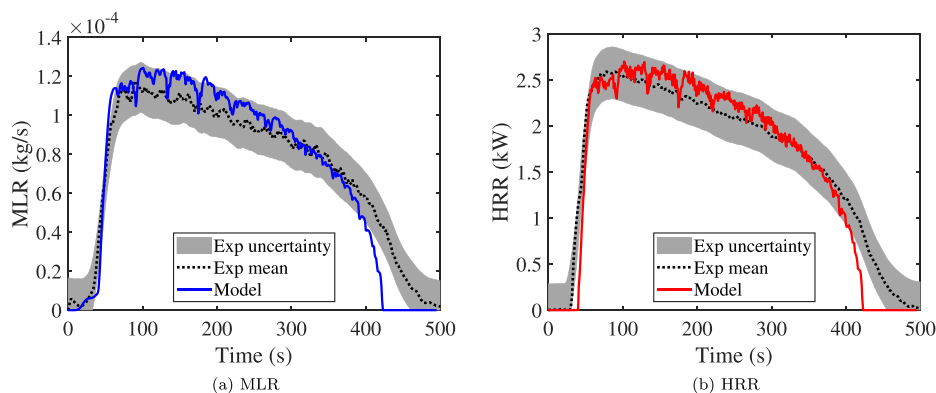 ×10⁻⁴
1.4
1.2
1
0.8
0.6
0.4
0.2
0
MLR (kg/s)
Exp uncertainty
Exp mean
Model
0 100 200 300 400 500
Time (s)
(a) MLR
3
2.5
2
1.5
1
0.5
0
HRR (kW)
Exp uncertainty
Exp mean
Model
0 100 200 300 400 500
Time (s)
(b) HRR